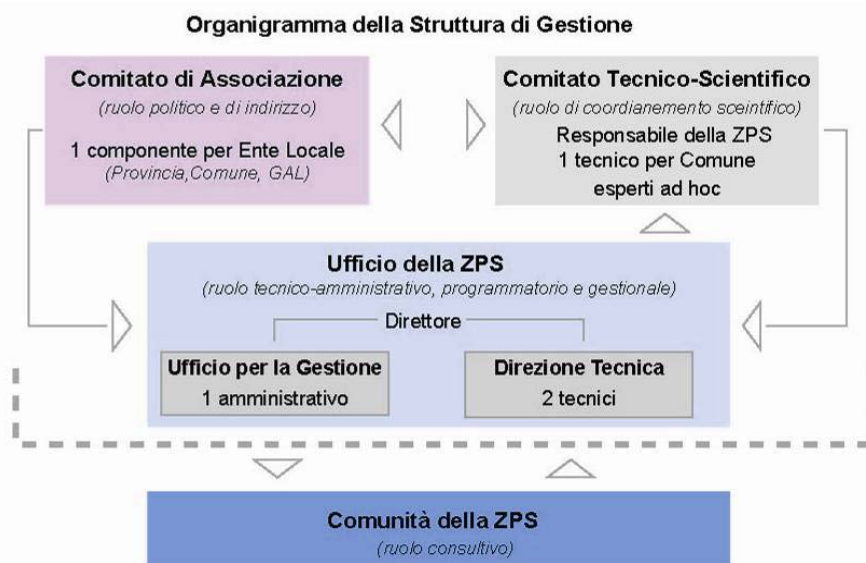 Organigramma della Struttura di Gestione
Comitato di Associazione
(ruolo politico e di indirizzo)
1 componente per Ente Locale
(Provincia,Comune, GAL)
Comitato Tecnico-Scientifico
(ruolo di coordianemento sceintifico)
Responsabile della ZPS
1 tecnico per Comune
esperti ad hoc
Ufficio della ZPS
(ruolo tecnico-amministrativo, programmatorio e gestionale)
Direttore
Ufficio per la Gestione
1 amministrativo
Direzione Tecnica
2 tecnici
Comunità della ZPS
(ruolo consultivo)